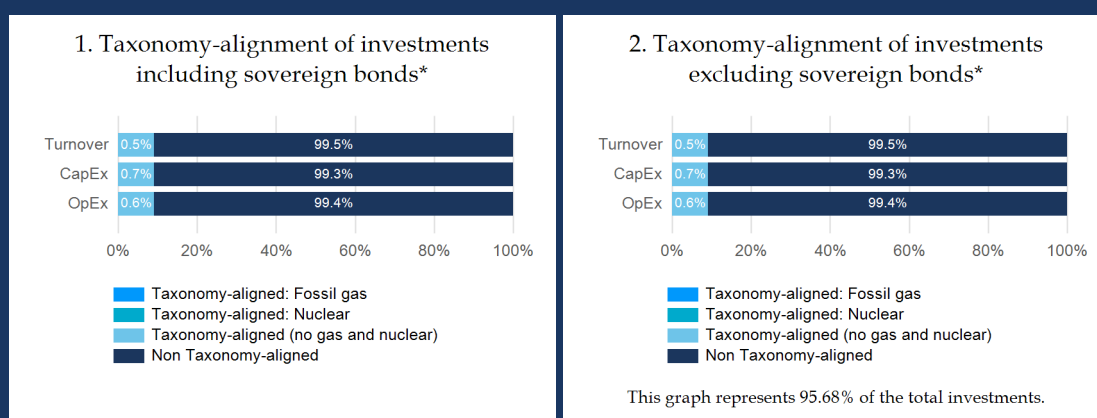 1. Taxonomy-alignment of investments
including sovereign bonds*
Turnover 0.5% 99.5%
CapEx 0.7% 99.3%
OpEx 0.6% 99.4%
0% 20% 40% 60% 80% 100%
Taxonomy-aligned: Fossil gas
Taxonomy-aligned: Nuclear
Taxonomy-aligned (no gas and nuclear)
Non Taxonomy-aligned
2. Taxonomy-alignment of investments
excluding sovereign bonds*
Turnover 0.5% 99.5%
CapEx 0.7% 99.3%
OpEx 0.6% 99.4%
0% 20% 40% 60% 80% 100%
Taxonomy-aligned: Fossil gas
Taxonomy-aligned: Nuclear
Taxonomy-aligned (no gas and nuclear)
Non Taxonomy-aligned
This graph represents 95.68% of the total investments.